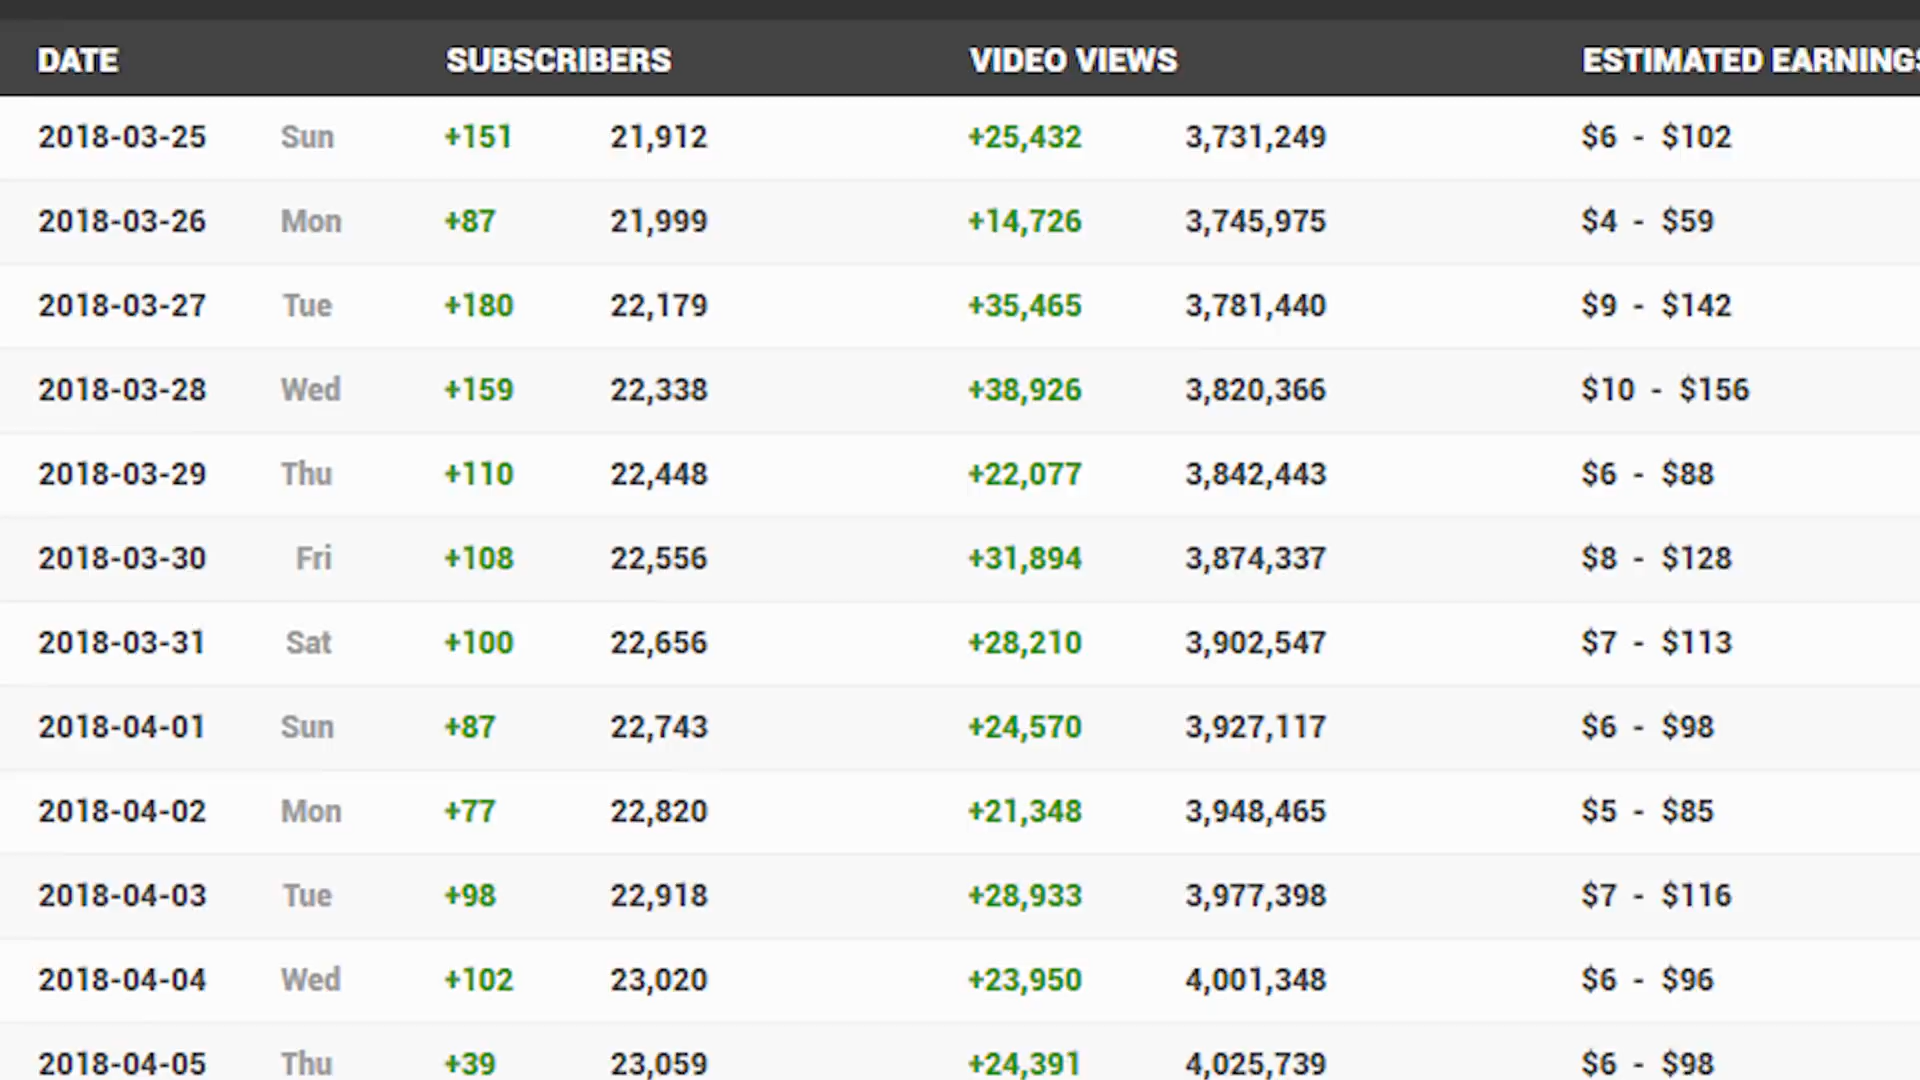 DATE SUBSCRIBERS VIDEO VIEWS ESTIMATED EARNINGS
2018-03-25 Sun +151 21,912 +25,432 3,731,249 $6 - $102
2018-03-26 Mon +87 21,999 +14,726 3,745,975 $4 - $59
2018-03-27 Tue +180 22,179 +35,465 3,781,440 $9 - $142
2018-03-28 Wed +159 22,338 +38,926 3,820,366 $10 - $156
2018-03-29 Thu +110 22,448 +22,077 3,842,443 $6 - $88
2018-03-30 Fri +108 22,556 +31,894 3,874,337 $8 - $128
2018-03-31 Sat +100 22,656 +28,210 3,902,547 $7 - $113
2018-04-01 Sun +87 22,743 +24,570 3,927,117 $6 - $98
2018-04-02 Mon +77 22,820 +21,348 3,948,465 $5 - $85
2018-04-03 Tue +98 22,918 +28,933 3,977,398 $7 - $116
2018-04-04 Wed +102 23,020 +23,950 4,001,348 $6 - $96
2018-04-05 Thu +39 23,059 +24,391 4,025,739 $6 - $98